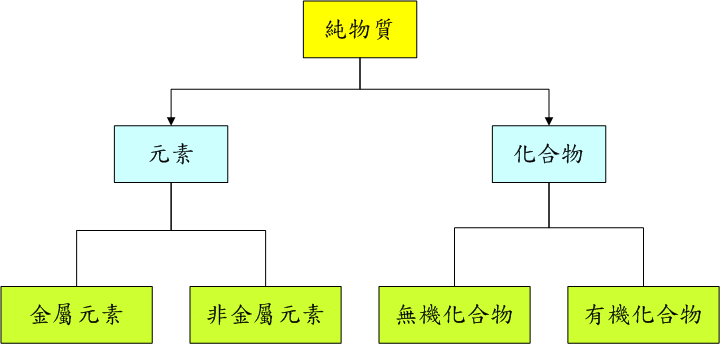 純物質
元素
化合物
金屬元素
非金屬元素
無機化合物
有機化合物